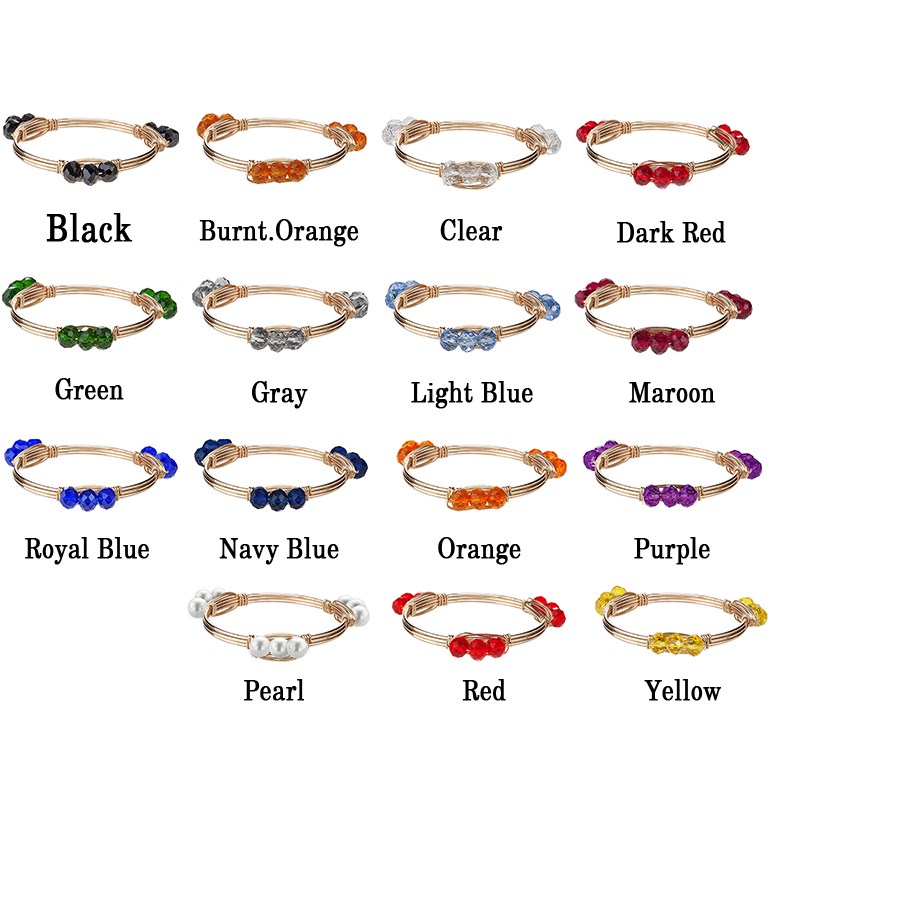 Black
Burnt.Orange
Clear
Dark Red
Green
Gray
Light Blue
Maroon
Royal Blue
Navy Blue
Orange
Purple
Pearl
Red
Yellow